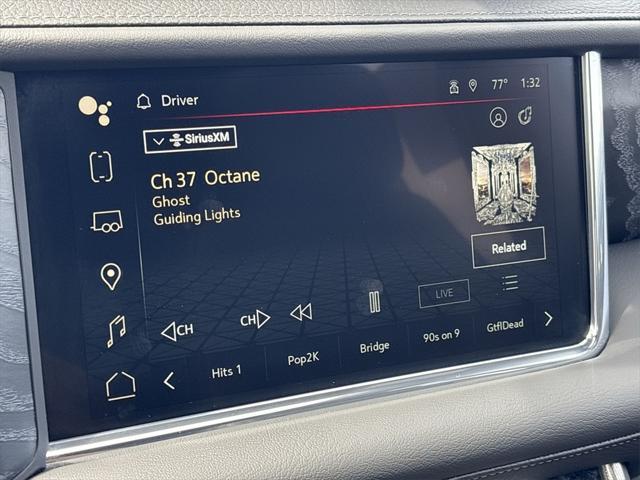 Driver
77° 1:32
SiriusXM
Ch 37 Octane
Ghost
Guiding Lights
Related
LIVE
CH CH
Hits 1 Pop2K Bridge 90s on 9 GtflDead